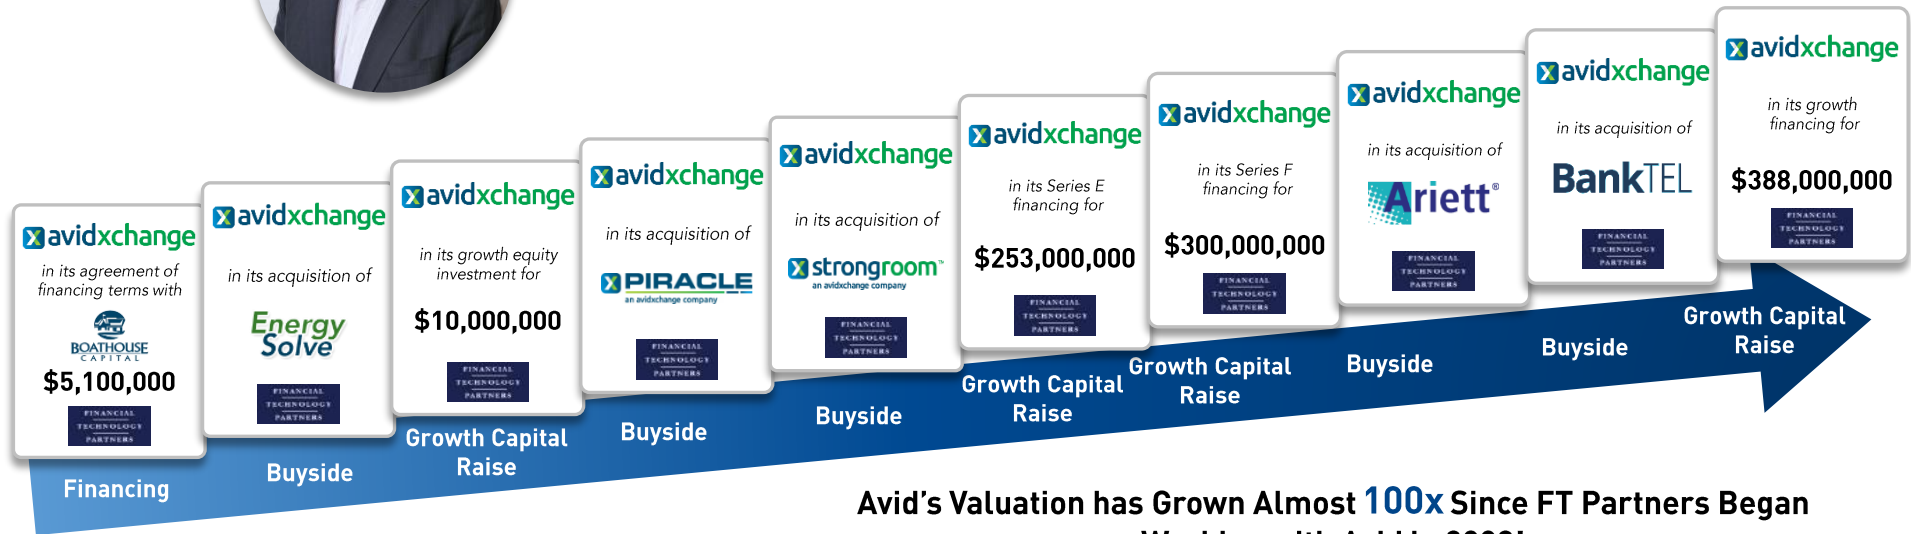 avidxchange
in its agreement of
financing terms with
BOATHOUSE
CAPITAL
$5,100,000
FINANCIAL
TECHNOLOGY
PARTNERS
Financing
avidxchange
in its acquisition of
Energy
Solve
FINANCIAL
TECHNOLOGY
PARTNERS
Buyside
avidxchange
in its growth equity
investment for
$10,000,000
FINANCIAL
TECHNOLOGY
PARTNERS
Growth Capital
Raise
avidxchange
in its acquisition of
PIRACLE
an avidxchange company
FINANCIAL
TECHNOLOGY
PARTNERS
Buyside
avidxchange
in its acquisition of
strongroom™
an avidxchange company
FINANCIAL
TECHNOLOGY
PARTNERS
Buyside
avidxchange
in its Series E
financing for
$253,000,000
FINANCIAL
TECHNOLOGY
PARTNERS
Growth Capital
Raise
avidxchange
in its Series F
financing for
$300,000,000
FINANCIAL
TECHNOLOGY
PARTNERS
Growth Capital
Raise
avidxchange
in its acquisition of
Ariett®
FINANCIAL
TECHNOLOGY
PARTNERS
Buyside
avidxchange
in its acquisition of
BankTEL
FINANCIAL
TECHNOLOGY
PARTNERS
Buyside
avidxchange
in its growth
financing for
$388,000,000
FINANCIAL
TECHNOLOGY
PARTNERS
Growth Capital
Raise
Avid's Valuation has Grown Almost 100x Since FT Partners Began